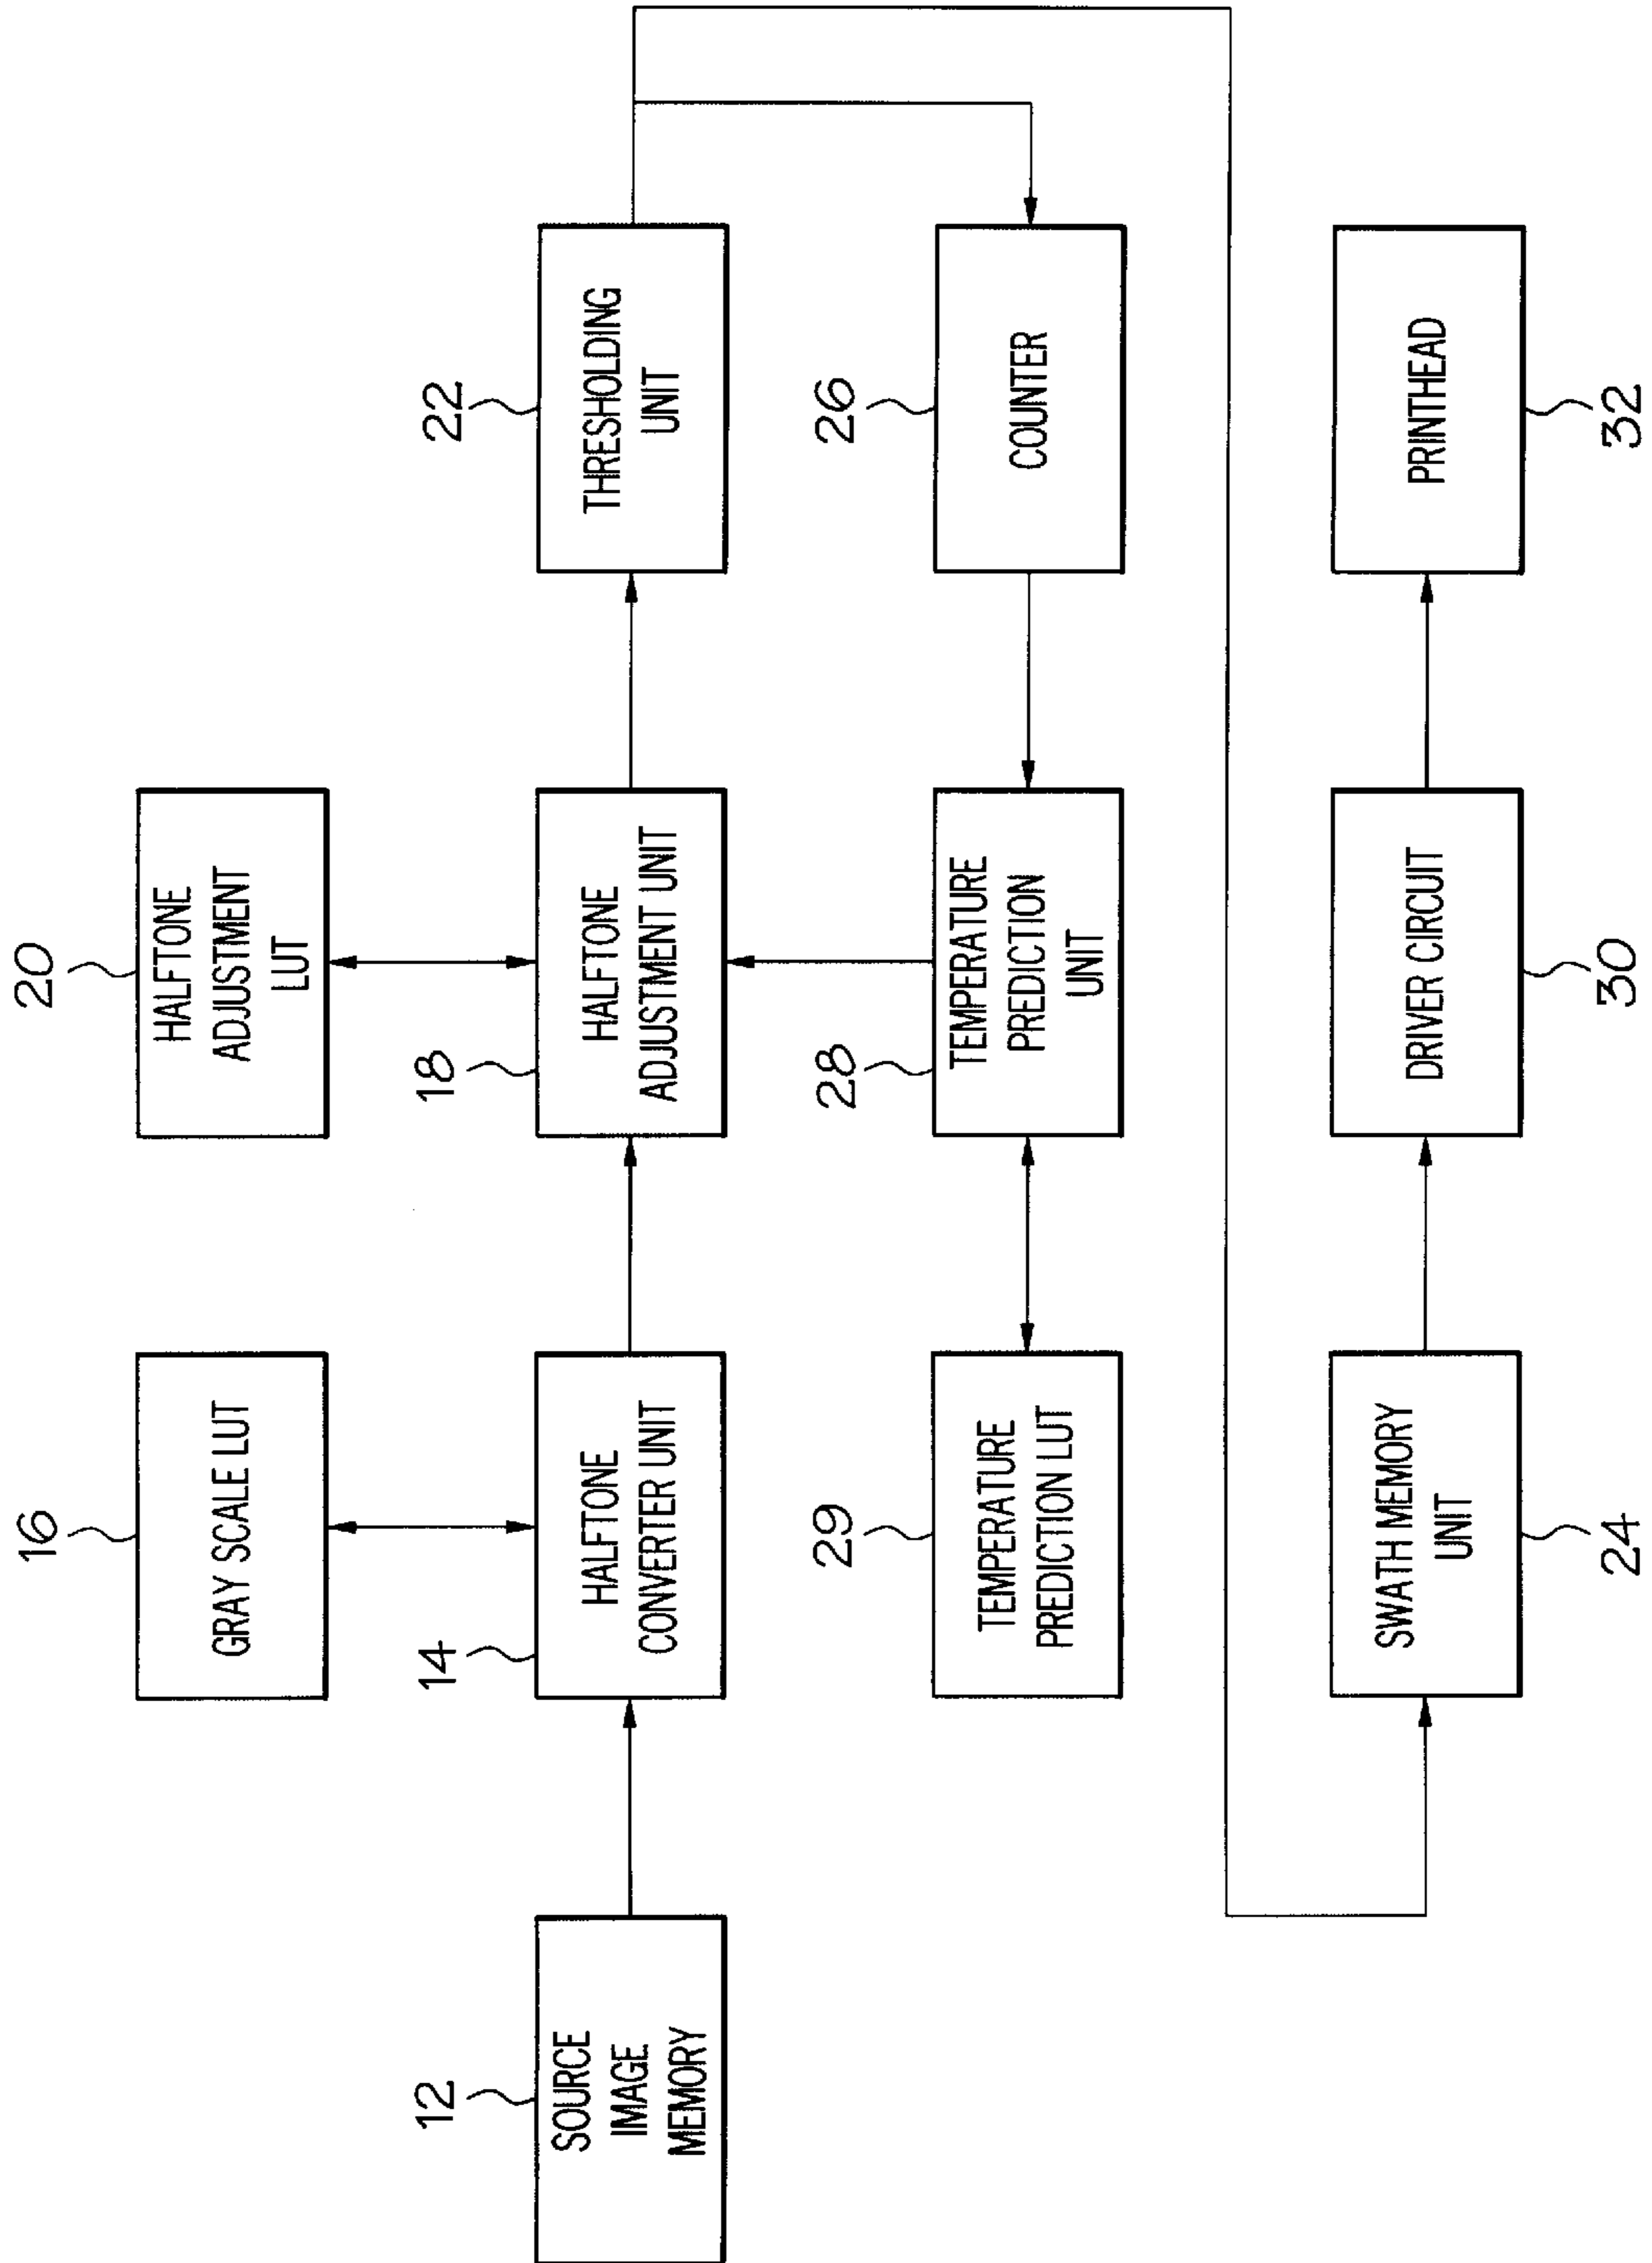 16
GRAY SCALE LUT
20
HALFTONE
ADJUSTMENT
LUT
12
SOURCE
IMAGE
MEMORY
14
HALFTONE
CONVERTER UNIT
18
HALFTONE
ADJUSTMENT UNIT
22
THRESHOLDING
UNIT
29
TEMPERATURE
PREDICTION LUT
28
TEMPERATURE
PREDICTION
UNIT
26
COUNTER
SWATH MEMORY
UNIT
24
DRIVER CIRCUIT
30
PRINTHEAD
32